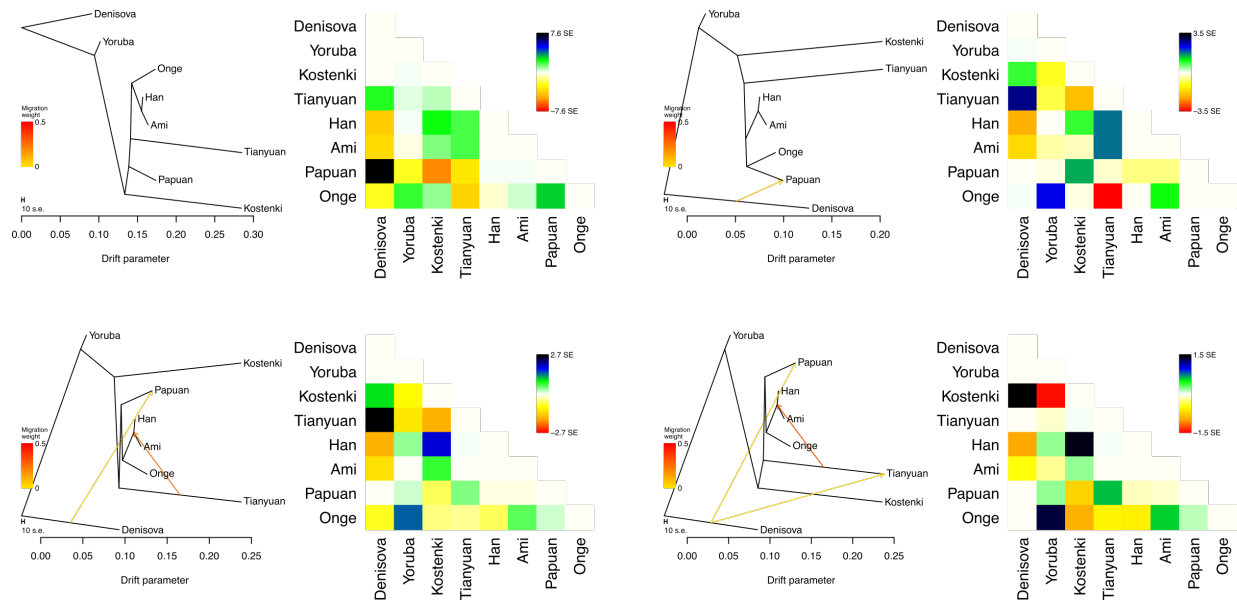 Denisova
Yoruba
Onge
Han
Ami
Tianyuan
Papuan
Kostenki
Migration
weight
0.5
0
10 s.e.
0.00
0.05
0.10
0.15
0.20
0.25
0.30
Drift parameter
Denisova
Yoruba
Kostenki
Tianyuan
Han
Ami
Papuan
Onge
7.6 SE
−7.6 SE
Denisova
Yoruba
Kostenki
Tianyuan
Han
Ami
Papuan
Onge
Yoruba
Kostenki
Tianyuan
Han
Ami
Onge
Papuan
Denisova
Migration
weight
0.5
0
10 s.e.
0.00
0.05
0.10
0.15
0.20
Drift parameter
Denisova
Yoruba
Kostenki
Tianyuan
Han
Ami
Papuan
Onge
3.5 SE
−3.5 SE
Denisova
Yoruba
Kostenki
Tianyuan
Han
Ami
Papuan
Onge
Yoruba
Kostenki
Papuan
Han
Ami
Onge
Tianyuan
Denisova
Migration
weight
0.5
0
10 s.e.
0.00
0.05
0.10
0.15
0.20
0.25
Drift parameter
Denisova
Yoruba
Kostenki
Tianyuan
Han
Ami
Papuan
Onge
2.7 SE
−2.7 SE
Denisova
Yoruba
Kostenki
Tianyuan
Han
Ami
Papuan
Onge
Yoruba
Papuan
Han
Ami
Onge
Tianyuan
Kostenki
Denisova
Migration
weight
0.5
0
10 s.e.
0.00
0.05
0.10
0.15
0.20
0.25
Drift parameter
Denisova
Yoruba
Kostenki
Tianyuan
Han
Ami
Papuan
Onge
1.5 SE
−1.5 SE
Denisova
Yoruba
Kostenki
Tianyuan
Han
Ami
Papuan
Onge